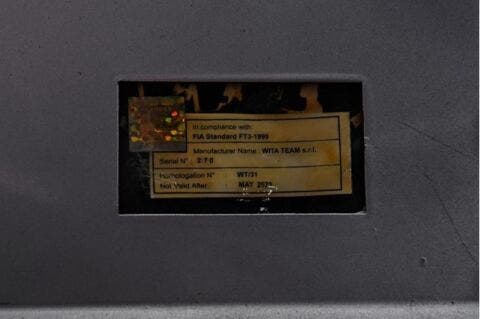 In compliance with:
FIA Standard FT3-1999
Manufacturer Name : WITA TEAM s.r.l.
Serial N°
Homologation N° WT/31
Not Valid After MAY